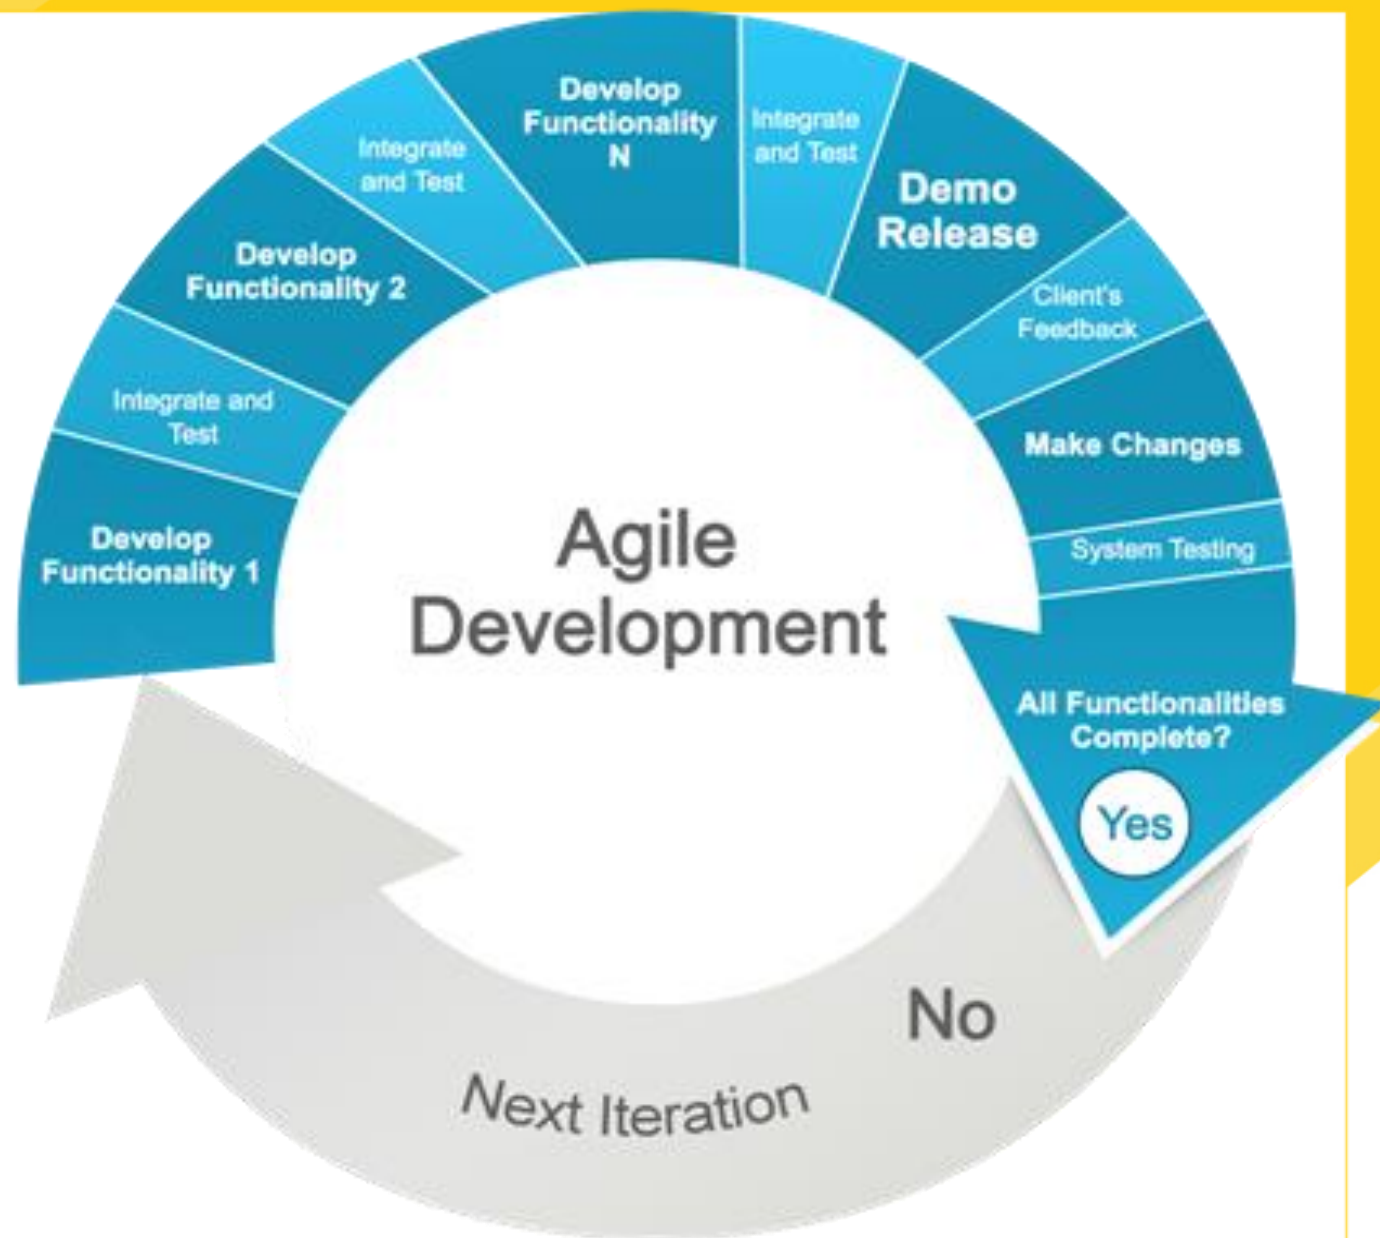 Develop
Functionality 1
Integrate and
Test
Develop
Functionality 2
Integrate
and Test
Develop
Functionality
N
Integrate
and Test
Demo
Release
Client's
Feedback
Make Changes
System Testing
All Functionalities
Complete?
Yes
No
Next Iteration
Agile
Development